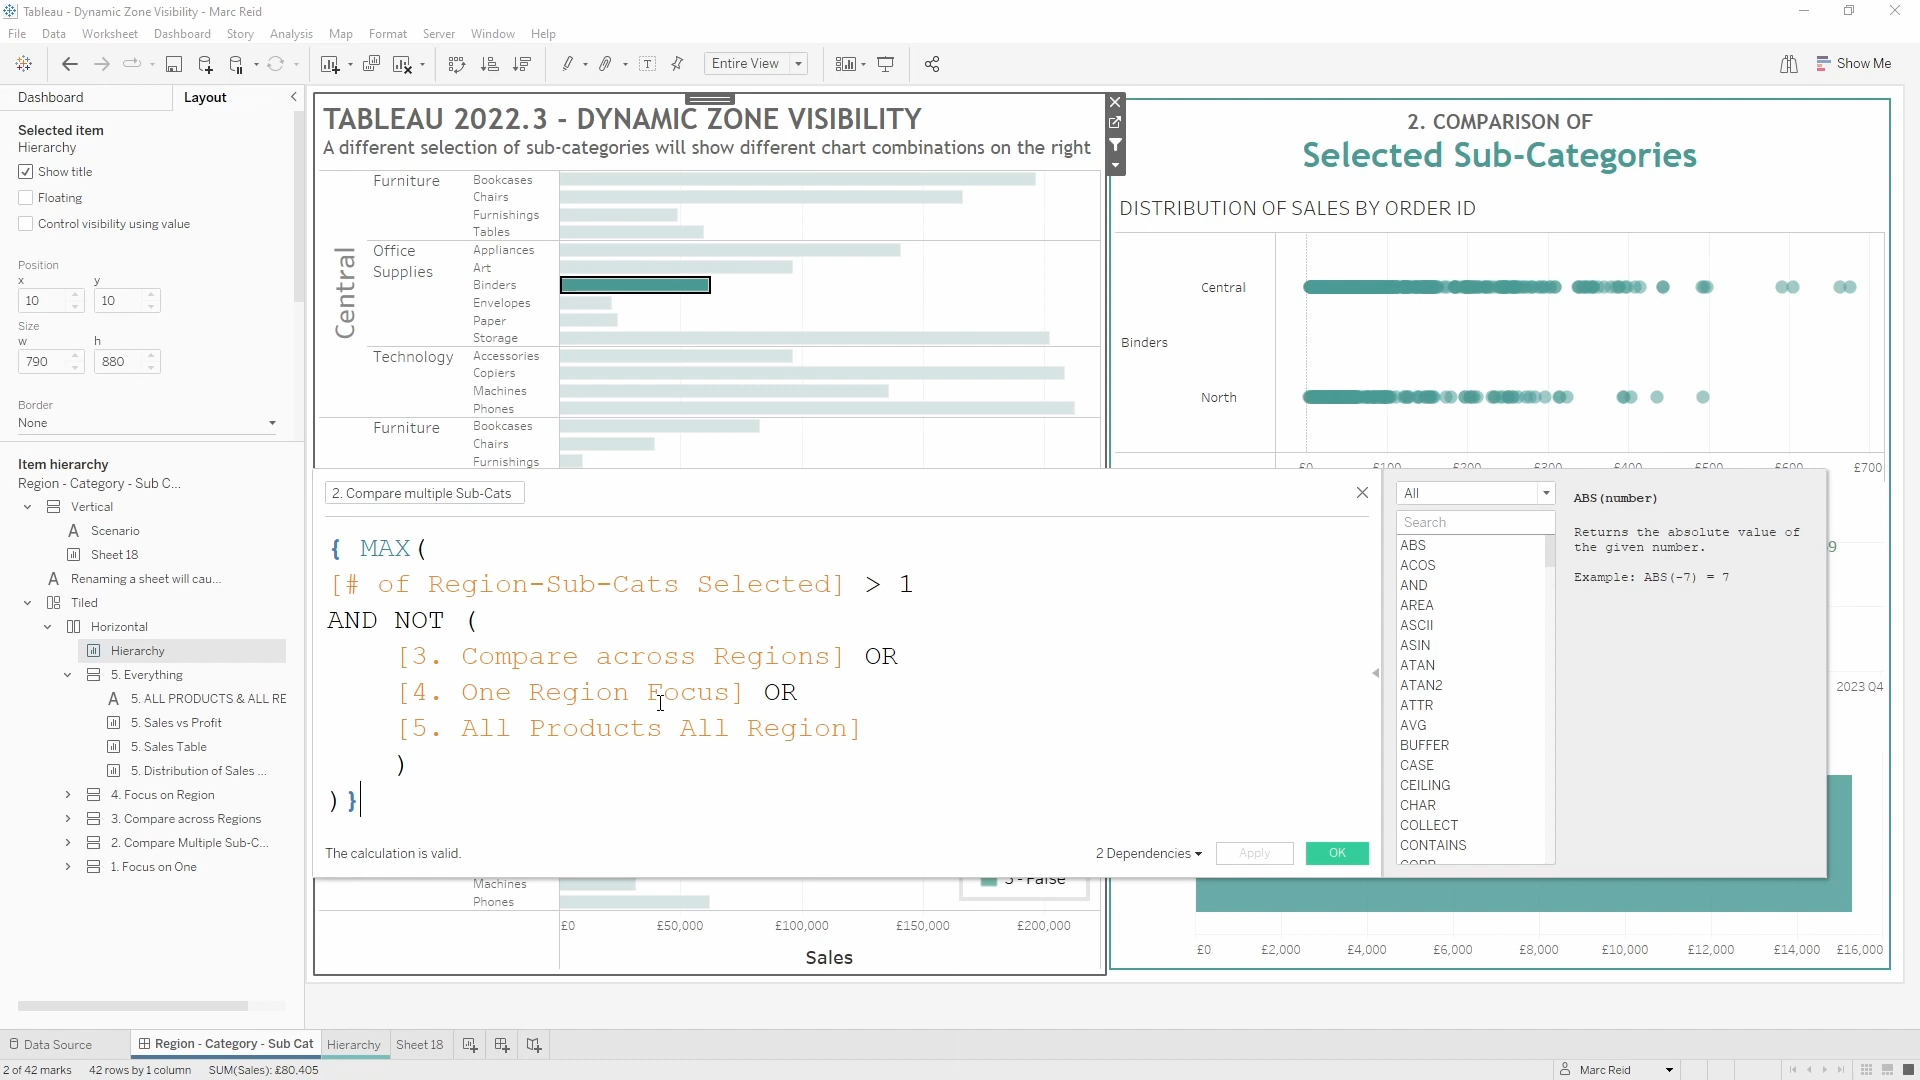 Tableau - Dynamic Zone Visibility - Marc Reid
File Data Worksheet Dashboard Story Analysis Map Format Server Window Help
Entire View
Show Me
Dashboard
Layout
Selected item
Hierarchy
Show title
Floating
Control visibility using value
Position
x y
10 10
Size
w h
790 880
Border
None
Item hierarchy
Region - Category - Sub C...
Vertical
Scenario
Sheet 18
Renaming a sheet will cau...
Tiled
Horizontal
Hierarchy
5. Everything
5. ALL PRODUCTS & ALL RE
5. Sales vs Profit
5. Sales Table
5. Distribution of Sales ...
4. Focus on Region
3. Compare across Regions
2. Compare Multiple Sub-C...
1. Focus on One
TABLEAU 2022.3 - DYNAMIC ZONE VISIBILITY
A different selection of sub-categories will show different chart combinations on the right
Central
Furniture
Bookcases
Chairs
Furnishings
Tables
Office
Supplies
Appliances
Art
Binders
Envelopes
Paper
Storage
Technology
Accessories
Copiers
Machines
Phones
Furniture
Bookcases
Chairs
Furnishings
2. COMPARISON OF
Selected Sub-Categories
DISTRIBUTION OF SALES BY ORDER ID
Binders
Central
North
£0 £100 £200 £300 £400 £500 £600 £700
2. Compare multiple Sub-Cats
{ MAX(
[# of Region-Sub-Cats Selected] > 1
AND NOT (
[3. Compare across Regions] OR
[4. One Region Focus] OR
[5. All Products All Region]
)
)}
The calculation is valid.
2 Dependencies
Apply
OK
All
Search
ABS
ACOS
AND
AREA
ASCII
ASIN
ATAN
ATAN2
ATTR
AVG
BUFFER
CASE
CEILING
CHAR
COLLECT
CONTAINS
CORR
ABS(number)
Returns the absolute value of
the given number.
Example: ABS(-7) = 7
9
2023 Q4
Machines
Phones
5 - False
£0 £50,000 £100,000 £150,000 £200,000
Sales
£0 £2,000 £4,000 £6,000 £8,000 £10,000 £12,000 £14,000 £16,000
Data Source
Region - Category - Sub Cat
Hierarchy
Sheet 18
2 of 42 marks 42 rows by 1 column SUM(Sales): £80,405
Marc Reid